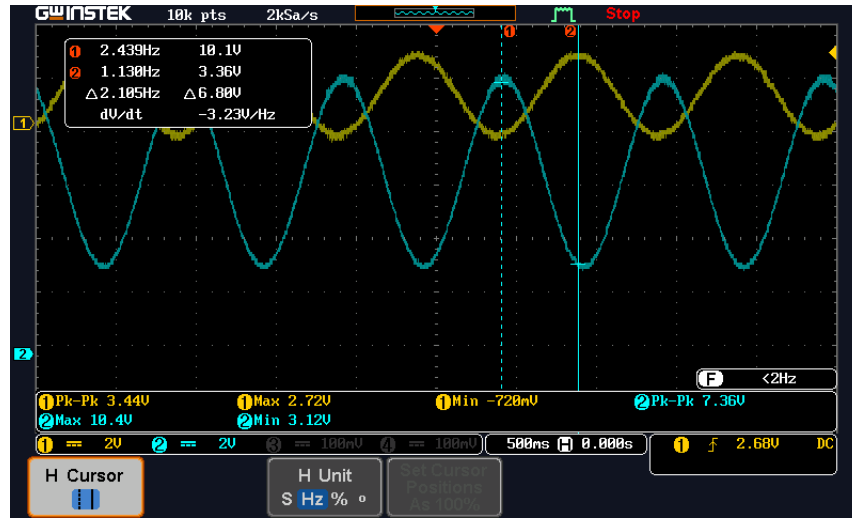 GWINSTEK 10k pts 2kSa/s Stop
1 2
1 2.439Hz 10.1V
2 1.130Hz 3.36V
△2.105Hz △6.80V
dV/dt -3.23V/Hz
1
2
F <2Hz
1 Pk-Pk 3.44V 1 Max 2.72V 1 Min -720mV 2 Pk-Pk 7.36V
2 Max 10.4V 2 Min 3.12V
1 2V 2 2V 3 100mV 4 100mV 500ms H 0.000s 1 2.68V DC
H Cursor
H Unit
S Hz % o
Set Cursor
Positions
As 100%